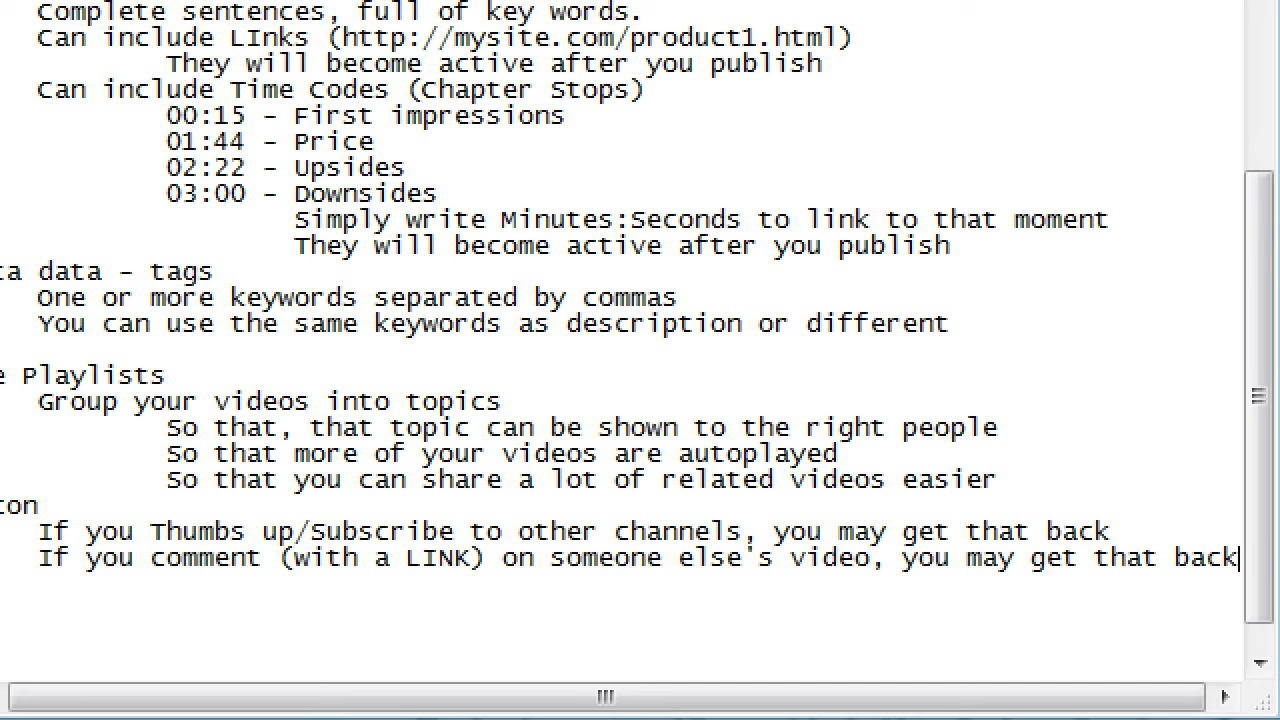 Complete sentences, full of key words.
Can include LInks (http://mysite.com/product1.html)
They will become active after you publish
Can include Time Codes (Chapter Stops)
00:15 - First impressions
01:44 - Price
02:22 - Upsides
03:00 - Downsides
Simply write Minutes:Seconds to link to that moment
They will become active after you publish
ta data - tags
One or more keywords separated by commas
You can use the same keywords as description or different
e Playlists
Group your videos into topics
So that, that topic can be shown to the right people
So that more of your videos are autoplayed
So that you can share a lot of related videos easier
ton
If you Thumbs up/Subscribe to other channels, you may get that back
If you comment (with a LINK) on someone else's video, you may get that back